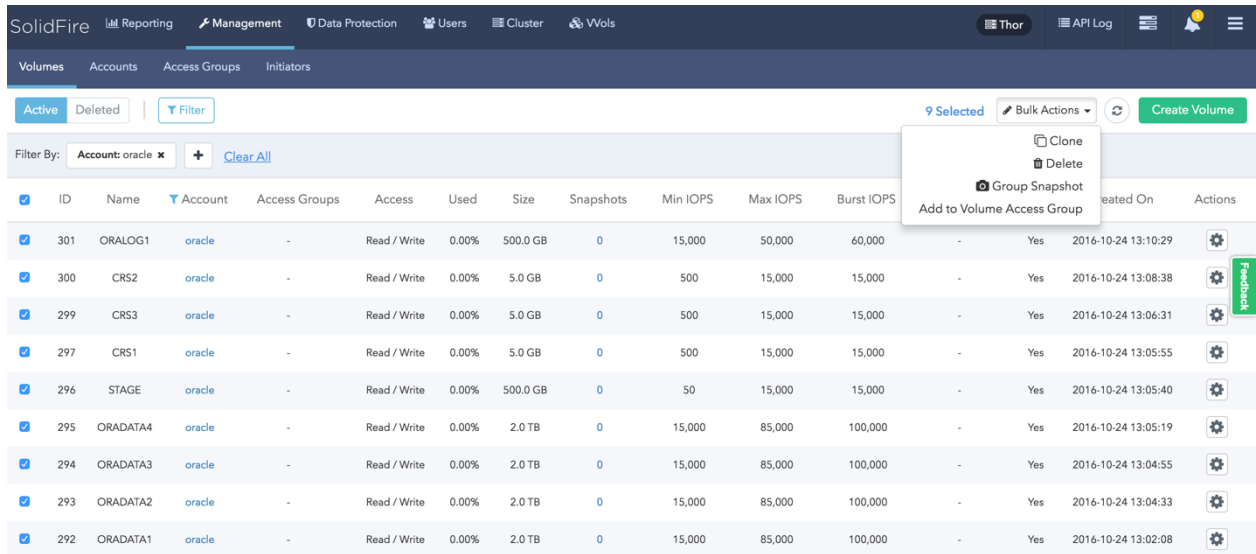 SolidFire Reporting Management Data Protection Users Cluster VVols Thor API Log 3
Volumes Accounts Access Groups Initiators
Active Deleted Filter 9 Selected Bulk Actions Create Volume
Clone
Delete
Group Snapshot
Add to Volume Access Group
Filter By: Account: oracle x + Clear All
ID Name Account Access Groups Access Used Size Snapshots Min IOPS Max IOPS Burst IOPS eated On Actions
301 ORALOG1 oracle - Read / Write 0.00% 500.0 GB 0 15,000 50,000 60,000 - Yes 2016-10-24 13:10:29
300 CRS2 oracle - Read / Write 0.00% 5.0 GB 0 500 15,000 15,000 - Yes 2016-10-24 13:08:38
299 CRS3 oracle - Read / Write 0.00% 5.0 GB 0 500 15,000 15,000 - Yes 2016-10-24 13:06:31
297 CRS1 oracle - Read / Write 0.00% 5.0 GB 0 500 15,000 15,000 - Yes 2016-10-24 13:05:55
296 STAGE oracle - Read / Write 0.00% 500.0 GB 0 50 15,000 15,000 - Yes 2016-10-24 13:05:40
295 ORADATA4 oracle - Read / Write 0.00% 2.0 TB 0 15,000 85,000 100,000 - Yes 2016-10-24 13:05:19
294 ORADATA3 oracle - Read / Write 0.00% 2.0 TB 0 15,000 85,000 100,000 - Yes 2016-10-24 13:04:55
293 ORADATA2 oracle - Read / Write 0.00% 2.0 TB 0 15,000 85,000 100,000 - Yes 2016-10-24 13:04:33
292 ORADATA1 oracle - Read / Write 0.00% 2.0 TB 0 15,000 85,000 100,000 - Yes 2016-10-24 13:02:08
Feedback